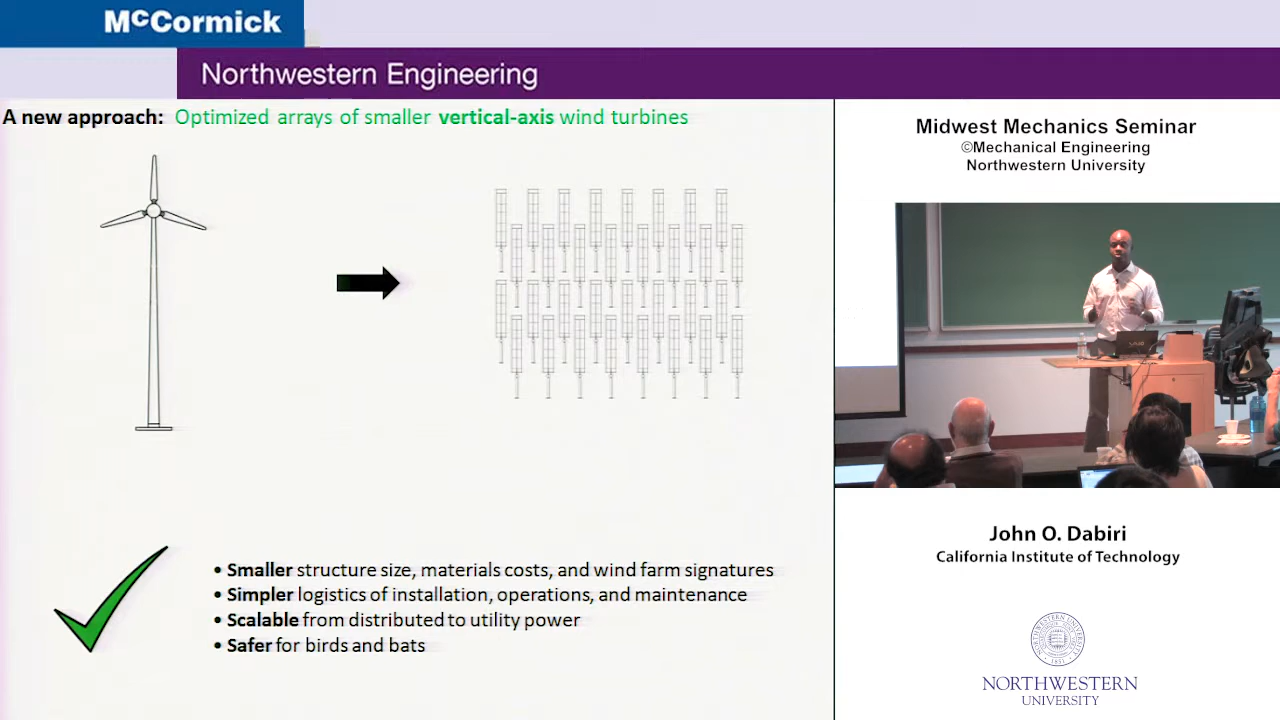 McCormick
Northwestern Engineering
A new approach: Optimized arrays of smaller vertical-axis wind turbines
• Smaller structure size, materials costs, and wind farm signatures
• Simpler logistics of installation, operations, and maintenance
• Scalable from distributed to utility power
• Safer for birds and bats
Midwest Mechanics Seminar
©Mechanical Engineering
Northwestern University
VAIO
John O. Dabiri
California Institute of Technology
1851
NORTHWESTERN
UNIVERSITY